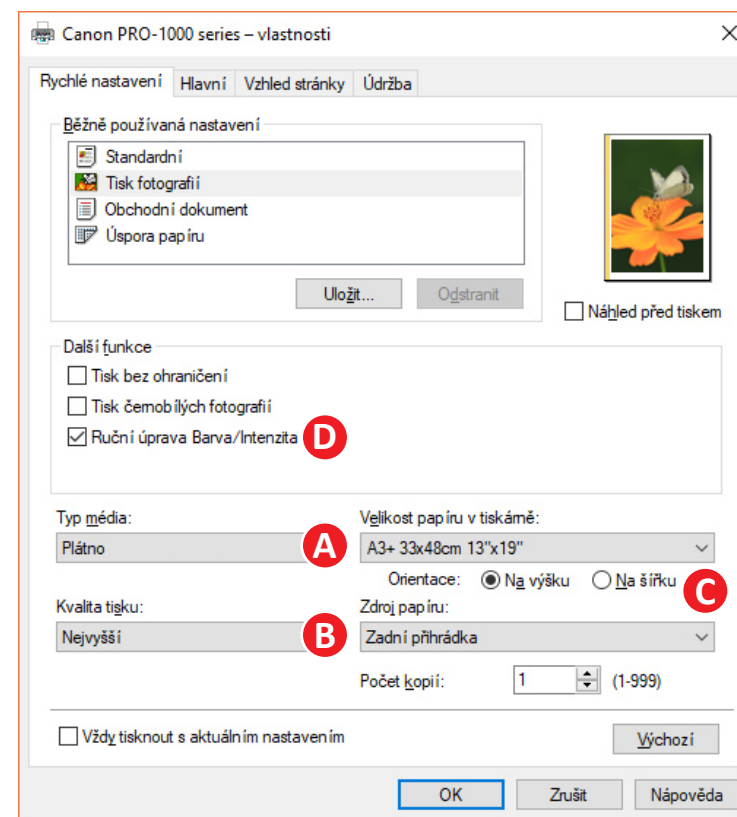 Canon PRO-1000 series – vlastnosti
Rychlé nastavení Hlavní Vzhled stránky Údržba
Běžně používaná nastavení
Standardní
Tisk fotografií
Obchodní dokument
Úspora papíru
Uložit... Odstranit
Náhled před tiskem
Další funkce
Tisk bez ohraničení
Tisk černobílých fotografií
Ruční úprava Barva/Intenzita D
Typ média: Velikost papíru v tiskárně:
Plátno A A3+ 33x48cm 13"x19"
Orientace: Na výšku Na šířku C
Kvalita tisku: Zdroj papíru:
Nejvyšší B Zadní přihrádka
Počet kopií: 1 (1-999)
Vždy tisknout s aktuálním nastavením Výchozí
OK Zrušit Nápověda